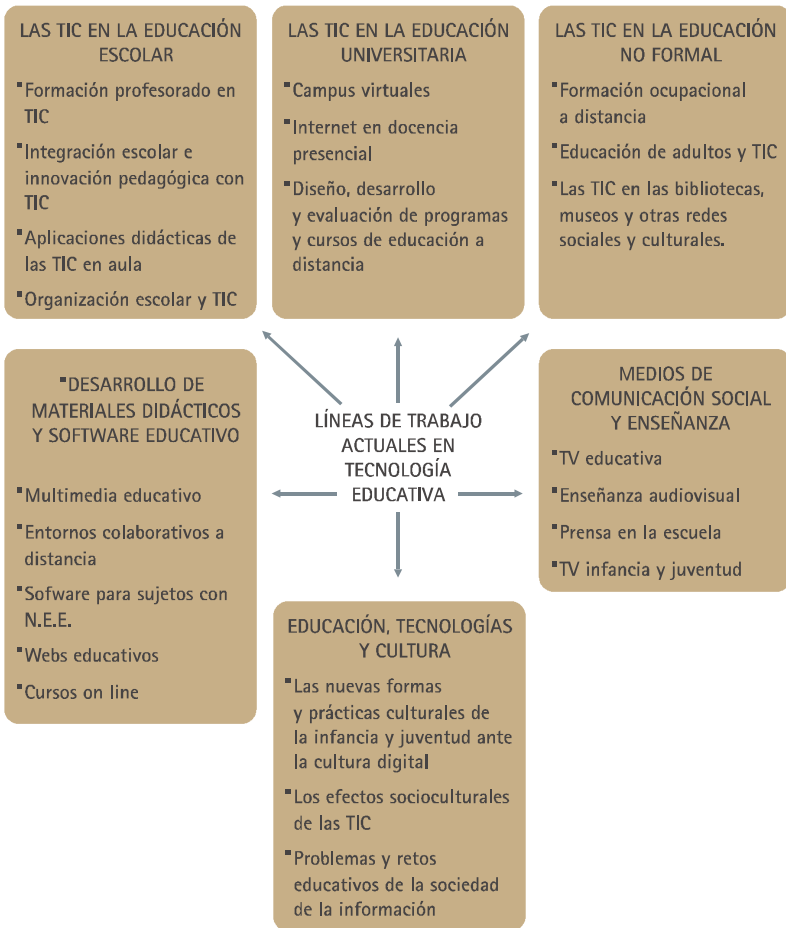 LAS TIC EN LA EDUCACIÓN
ESCOLAR
▪Formación profesorado en
TIC
▪Integración escolar e
innovación pedagógica con
TIC
▪Aplicaciones didácticas de
las TIC en aula
▪Organización escolar y TIC
LAS TIC EN LA EDUCACIÓN
UNIVERSITARIA
▪Campus virtuales
▪Internet en docencia
presencial
▪Diseño, desarrollo
y evaluación de programas
y cursos de educación a
distancia
LAS TIC EN LA EDUCACIÓN
NO FORMAL
▪Formación ocupacional
a distancia
▪Educación de adultos y TIC
▪Las TIC en las bibliotecas,
museos y otras redes
sociales y culturales.
▪DESARROLLO DE
MATERIALES DIDÁCTICOS
Y SOFTWARE EDUCATIVO
▪Multimedia educativo
▪Entornos colaborativos a
distancia
▪Sofware para sujetos con
N.E.E.
▪Webs educativos
▪Cursos on line
LÍNEAS DE TRABAJO
ACTUALES EN
TECNOLOGÍA
EDUCATIVA
MEDIOS DE
COMUNICACIÓN SOCIAL
Y ENSEÑANZA
▪TV educativa
▪Enseñanza audiovisual
▪Prensa en la escuela
▪TV infancia y juventud
EDUCACIÓN, TECNOLOGÍAS
Y CULTURA
▪Las nuevas formas
y prácticas culturales de
la infancia y juventud ante
la cultura digital
▪Los efectos socioculturales
de las TIC
▪Problemas y retos
educativos de la sociedad
de la información